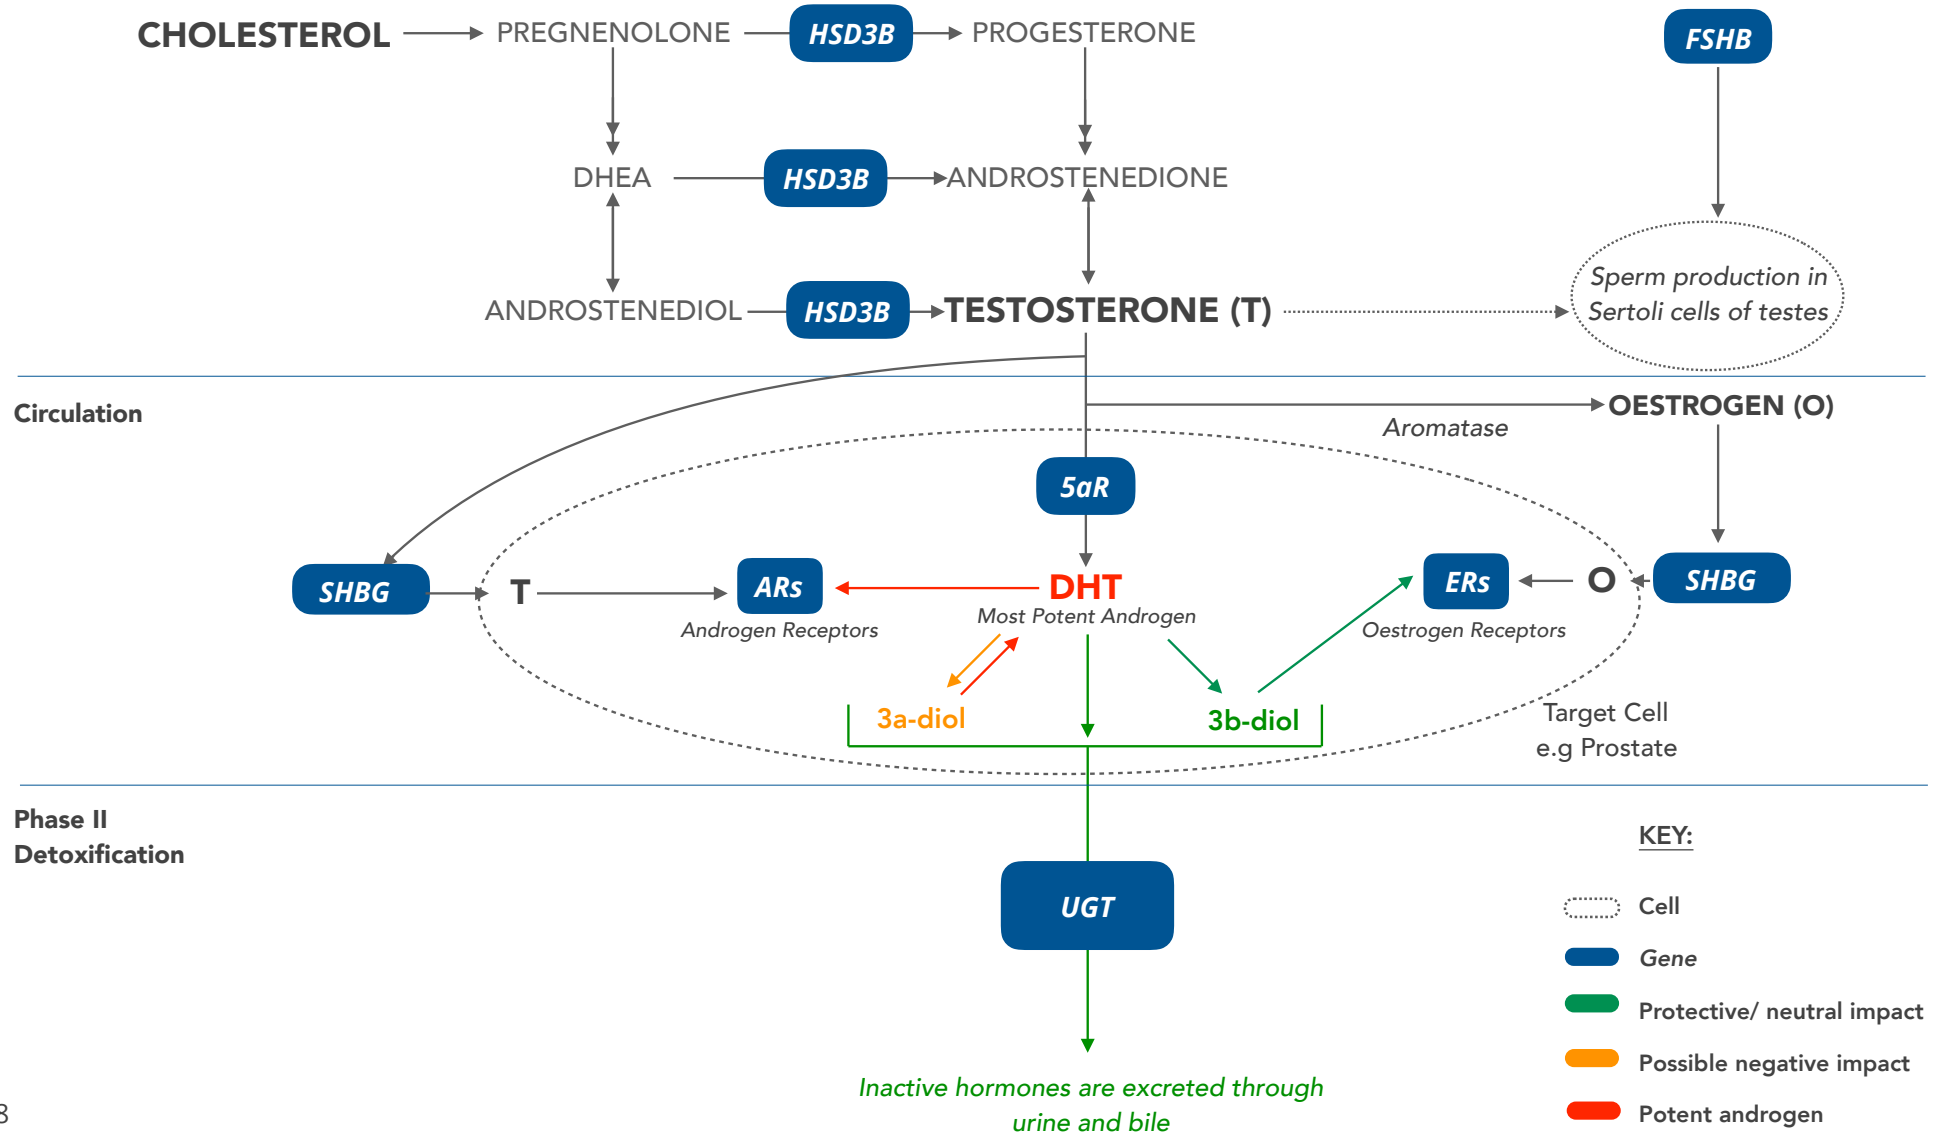 CHOLESTEROL
PREGNENOLONE
HSD3B
PROGESTERONE
FSHB
DHEA
HSD3B
ANDROSTENEDIONE
Sperm production in
Sertoli cells of testes
ANDROSTENEDIOL
HSD3B
TESTOSTERONE (T)
Circulation
OESTROGEN (O)
Aromatase
5aR
SHBG
T
ARs
Androgen Receptors
DHT
Most Potent Androgen
ERs
Oestrogen Receptors
O
SHBG
3a-diol
3b-diol
Target Cell
e.g Prostate
Phase II
Detoxification
UGT
Inactive hormones are excreted through
urine and bile
KEY:
Cell
Gene
Protective/ neutral impact
Possible negative impact
Potent androgen